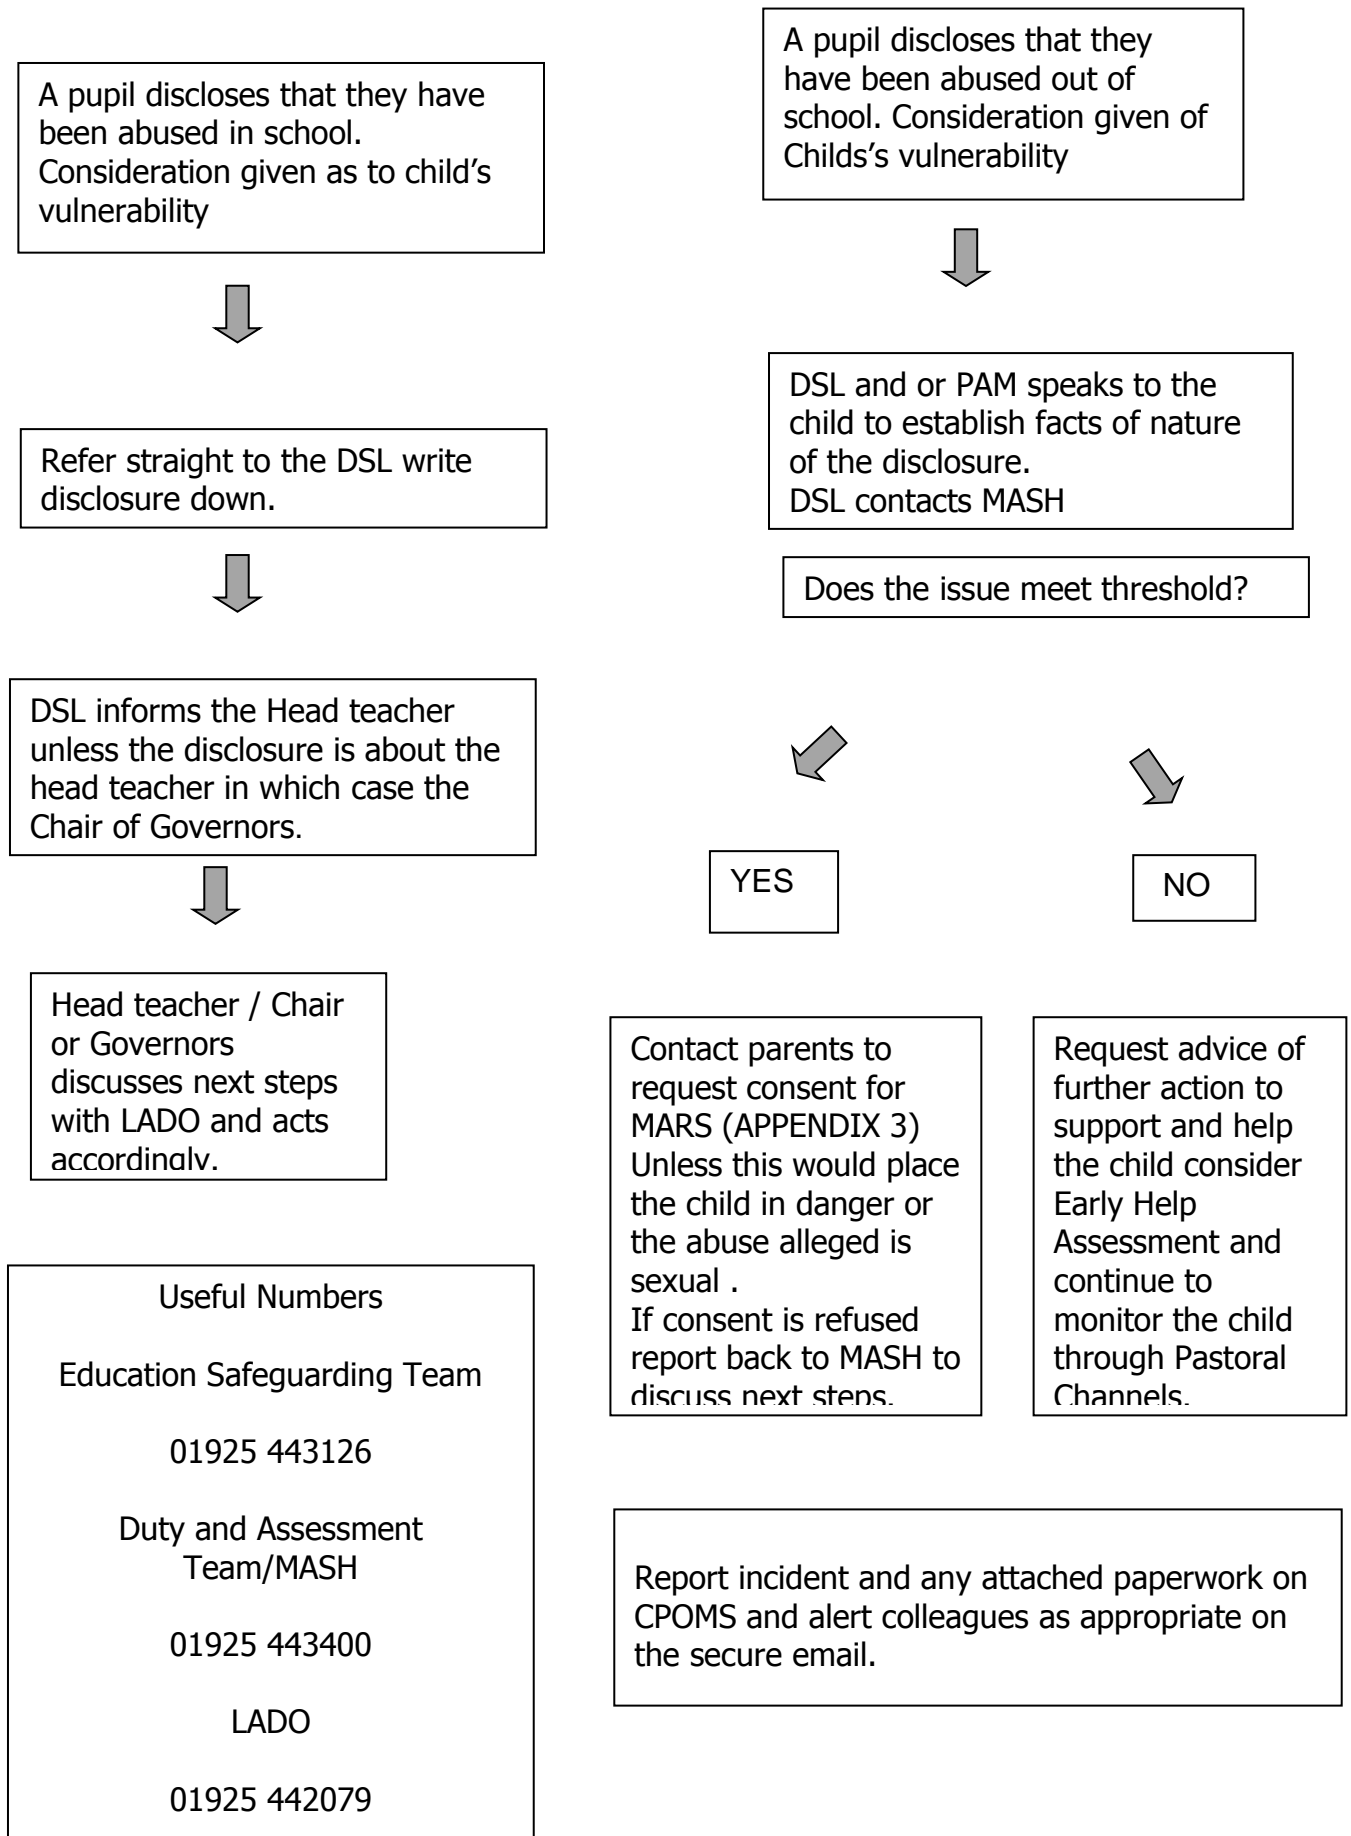 A pupil discloses that they have
been abused in school.
Consideration given as to child’s
vulnerability
Refer straight to the DSL write
disclosure down.
DSL informs the Head teacher
unless the disclosure is about the
head teacher in which case the
Chair of Governors.
Head teacher / Chair
or Governors
discusses next steps
with LADO and acts
accordingly.
Useful Numbers
Education Safeguarding Team
01925 443126
Duty and Assessment
Team/MASH
01925 443400
LADO
01925 442079
A pupil discloses that they
have been abused out of
school. Consideration given of
Childs’s vulnerability
DSL and or PAM speaks to the
child to establish facts of nature
of the disclosure.
DSL contacts MASH
Does the issue meet threshold?
YES
NO
Contact parents to
request consent for
MARS (APPENDIX 3)
Unless this would place
the child in danger or
the abuse alleged is
sexual .
If consent is refused
report back to MASH to
discuss next steps.
Request advice of
further action to
support and help
the child consider
Early Help
Assessment and
continue to
monitor the child
through Pastoral
Channels.
Report incident and any attached paperwork on
CPOMS and alert colleagues as appropriate on
the secure email.